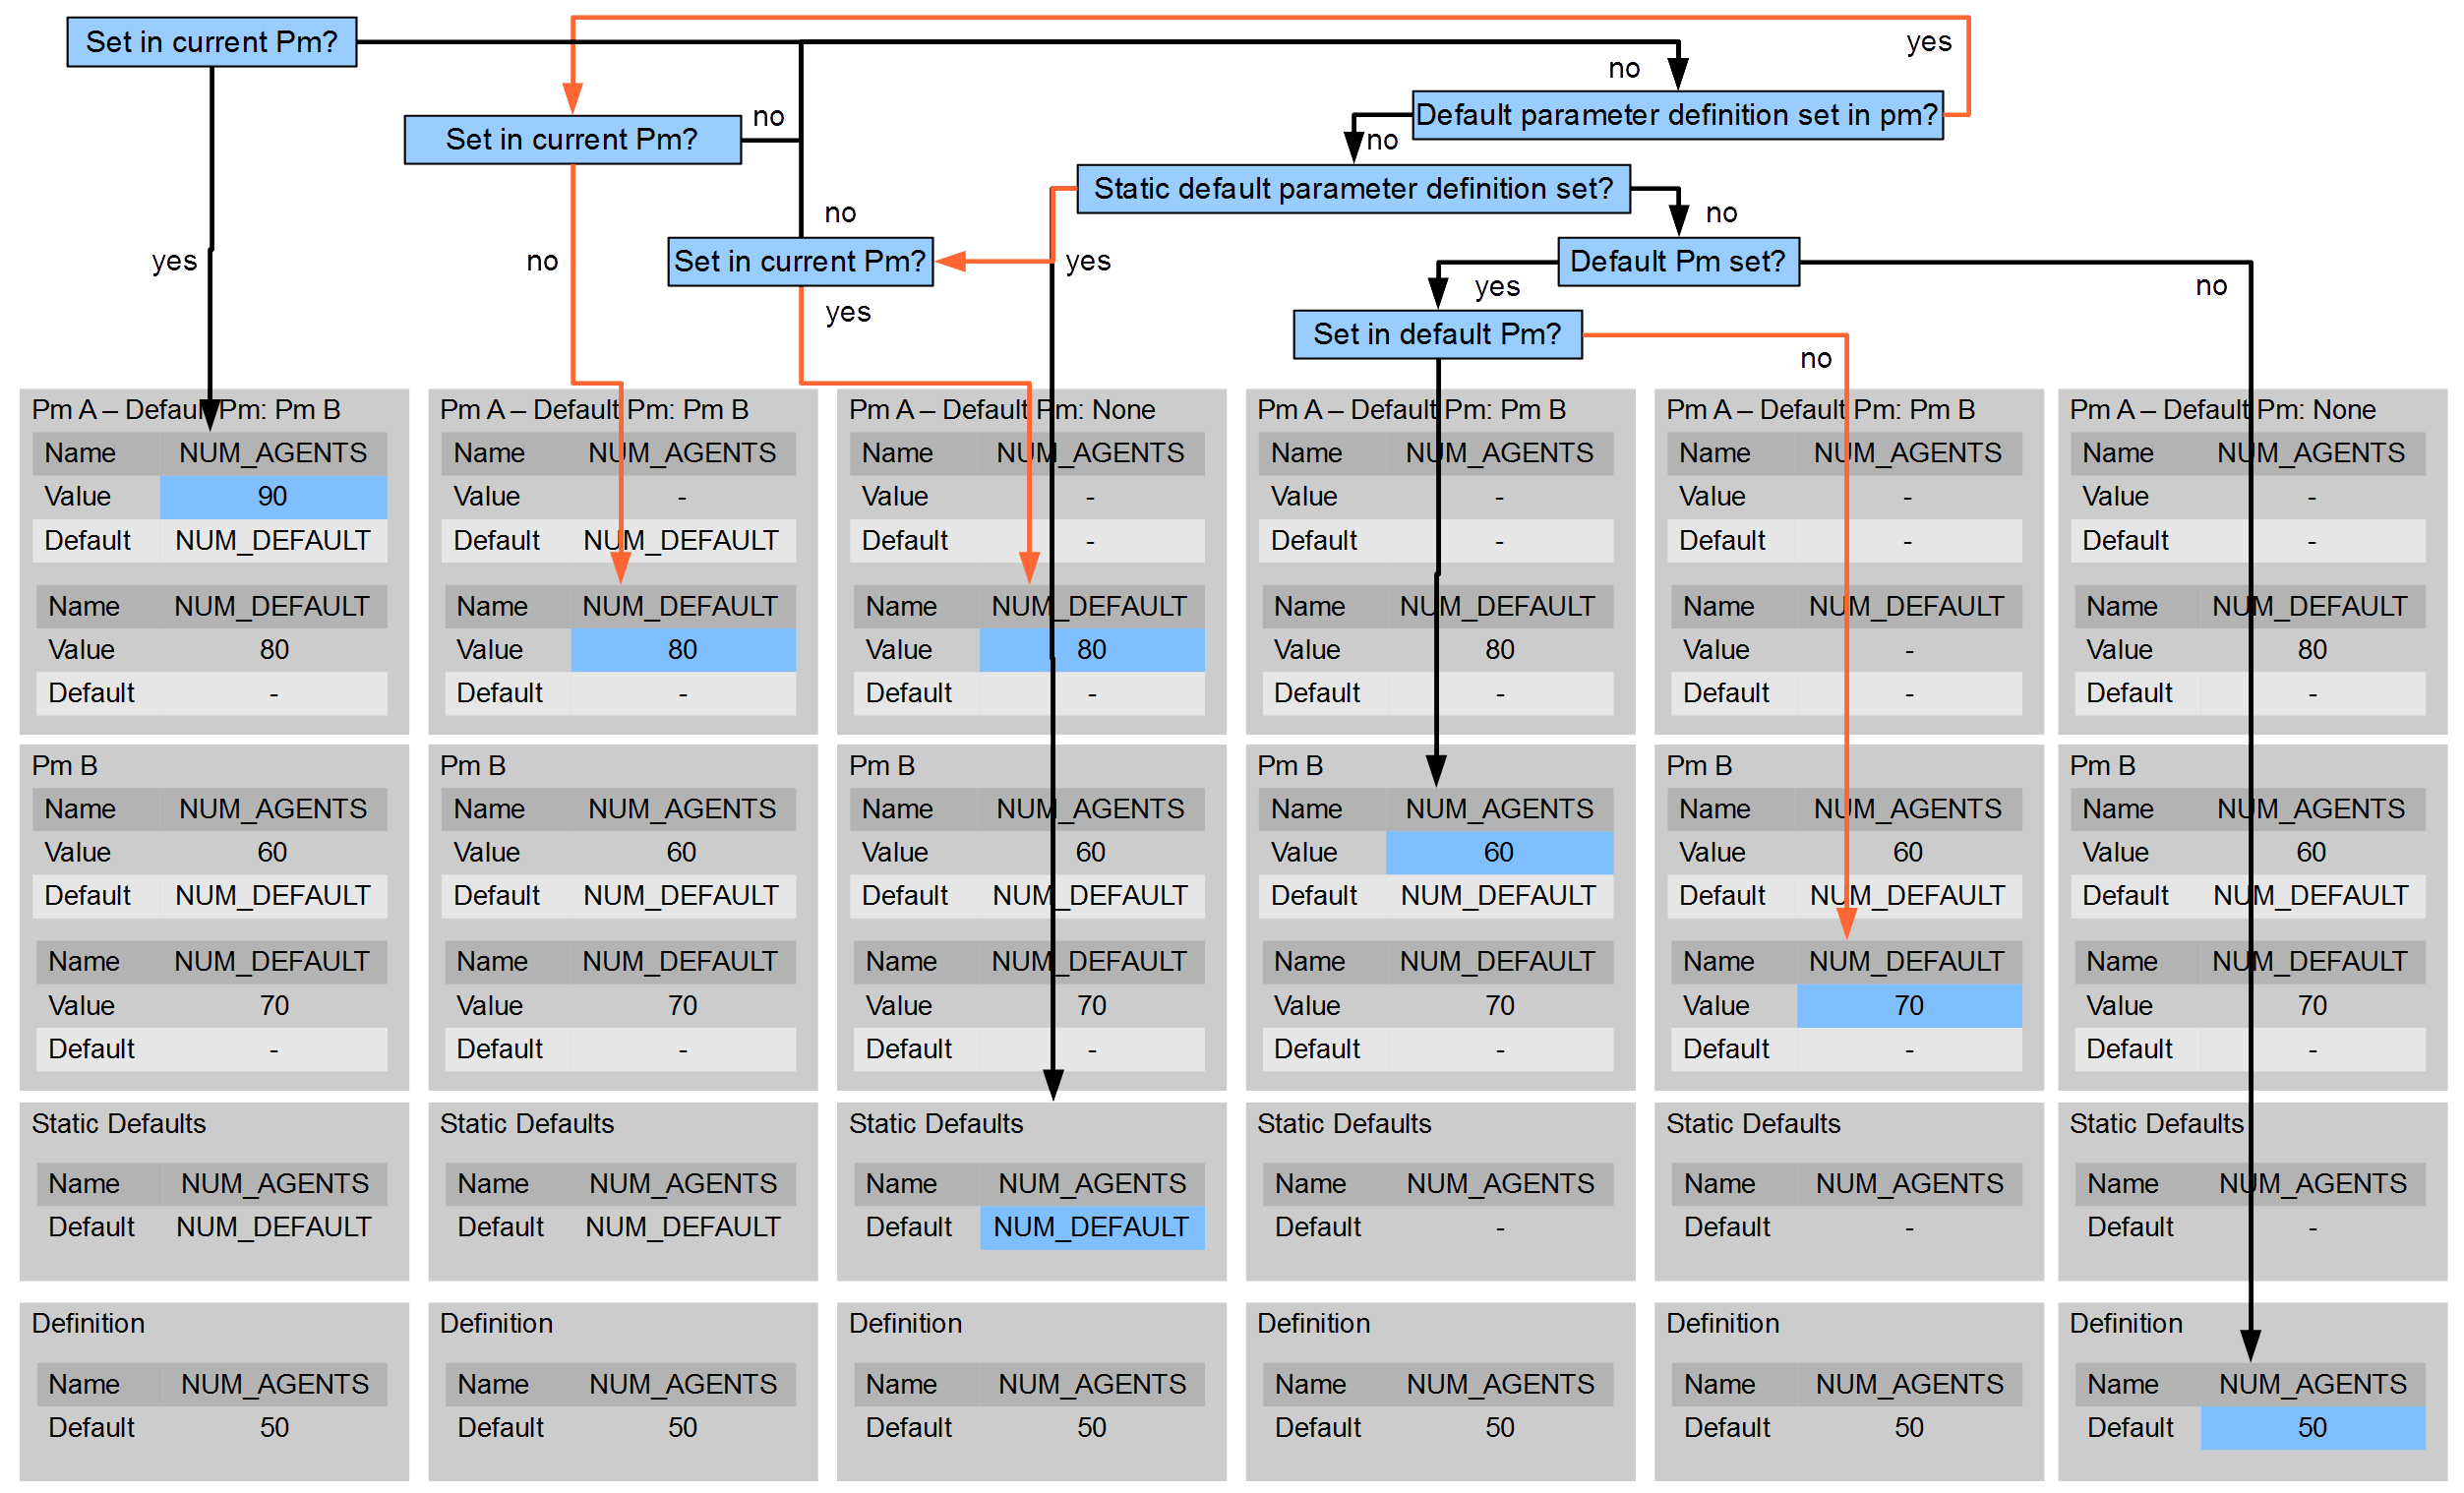 Set in current Pm?
yes
no
Default parameter definition set in pm?
no
Set in current Pm?
no
Static default parameter definition set?
no
no
Set in current Pm?
yes
Default Pm set?
yes
no
yes
no
yes
Set in default Pm?
no
Pm A – Default Pm: Pm B
Name NUM_AGENTS
Value 90
Default NUM_DEFAULT
Name NUM_DEFAULT
Value 80
Default -
Pm B
Name NUM_AGENTS
Value 60
Default NUM_DEFAULT
Name NUM_DEFAULT
Value 70
Default -
Static Defaults
Name NUM_AGENTS
Default NUM_DEFAULT
Definition
Name NUM_AGENTS
Default 50
Pm A – Default Pm: Pm B
Name NUM_AGENTS
Value -
Default NUM_DEFAULT
Name NUM_DEFAULT
Value 80
Default -
Pm B
Name NUM_AGENTS
Value 60
Default NUM_DEFAULT
Name NUM_DEFAULT
Value 70
Default -
Static Defaults
Name NUM_AGENTS
Default NUM_DEFAULT
Definition
Name NUM_AGENTS
Default 50
Pm A – Default Pm: None
Name NUM_AGENTS
Value -
Default -
Name NUM_DEFAULT
Value 80
Default -
Pm B
Name NUM_AGENTS
Value 60
Default NUM_DEFAULT
Name NUM_DEFAULT
Value 70
Default -
Static Defaults
Name NUM_AGENTS
Default NUM_DEFAULT
Definition
Name NUM_AGENTS
Default 50
Pm A – Default Pm: Pm B
Name NUM_AGENTS
Value -
Default -
Name NUM_DEFAULT
Value 80
Default -
Pm B
Name NUM_AGENTS
Value 60
Default NUM_DEFAULT
Name NUM_DEFAULT
Value 70
Default -
Static Defaults
Name NUM_AGENTS
Default -
Definition
Name NUM_AGENTS
Default 50
Pm A – Default Pm: Pm B
Name NUM_AGENTS
Value -
Default -
Name NUM_DEFAULT
Value -
Default -
Pm B
Name NUM_AGENTS
Value 60
Default NUM_DEFAULT
Name NUM_DEFAULT
Value 70
Default -
Static Defaults
Name NUM_AGENTS
Default -
Definition
Name NUM_AGENTS
Default 50
Pm A – Default Pm: None
Name NUM_AGENTS
Value -
Default -
Name NUM_DEFAULT
Value 80
Default -
Pm B
Name NUM_AGENTS
Value 60
Default NUM_DEFAULT
Name NUM_DEFAULT
Value 70
Default -
Static Defaults
Name NUM_AGENTS
Default -
Definition
Name NUM_AGENTS
Default 50